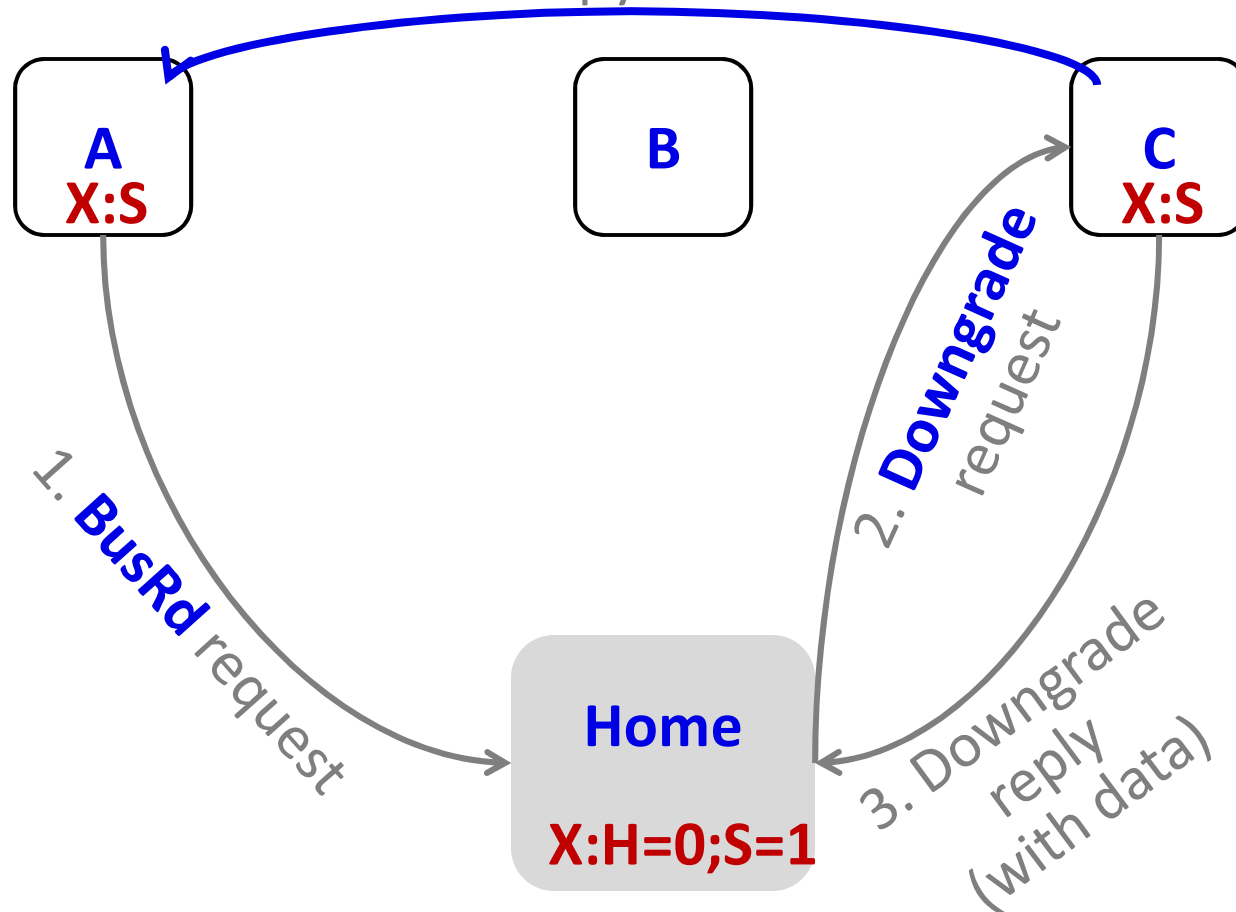 A
X:S
B
C
X:S
1. BusRd request
2. Downgrade
request
Home
X:H=0;S=1
3. Downgrade
reply
(with data)